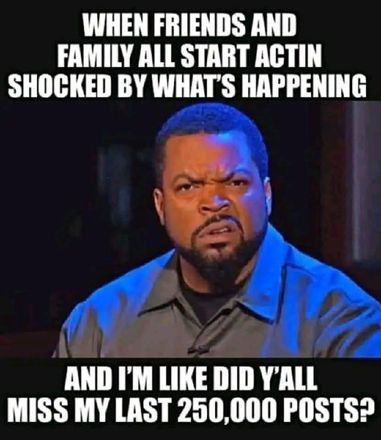 WHEN FRIENDS AND
FAMILY ALL START ACTIN
SHOCKED BY WHAT'S HAPPENING
AND I'M LIKE DID Y'ALL
MISS MY LAST 250,000 POSTS?